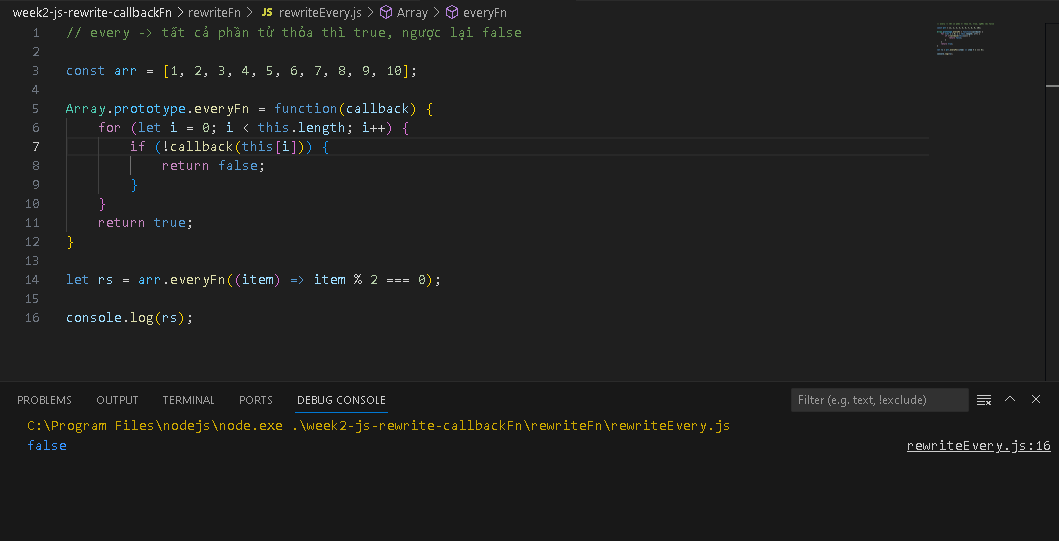 week2-js-rewrite-callbackFn > rewriteFn > JS rewriteEvery.js > Array > everyFn
1 // every -> tất cả phần tử thỏa thì true, ngược lại false
2
3 const arr = [1, 2, 3, 4, 5, 6, 7, 8, 9, 10];
4
5 Array.prototype.everyFn = function(callback) {
6 for (let i = 0; i < this.length; i++) {
7 if (!callback(this[i])) {
8 return false;
9 }
10 }
11 return true;
12 }
13
14 let rs = arr.everyFn((item) => item % 2 === 0);
15
16 console.log(rs);
PROBLEMS OUTPUT TERMINAL PORTS DEBUG CONSOLE Filter (e.g. text, !exclude)
C:\Program Files\nodejs\node.exe .\week2-js-rewrite-callbackFn\rewriteFn\rewriteEvery.js
false rewriteEvery.js:16